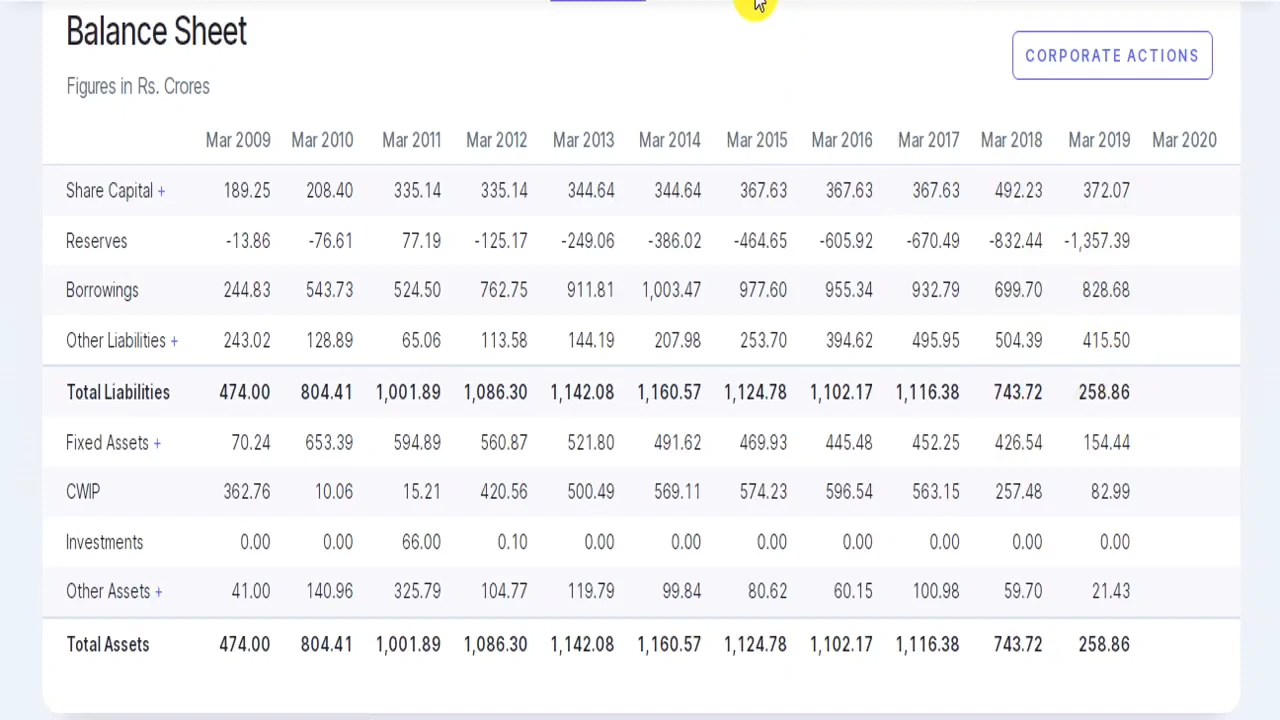 Balance Sheet
CORPORATE ACTIONS
Figures in Rs. Crores
Mar 2009 Mar 2010 Mar 2011 Mar 2012 Mar 2013 Mar 2014 Mar 2015 Mar 2016 Mar 2017 Mar 2018 Mar 2019 Mar 2020
Share Capital + 189.25 208.40 335.14 335.14 344.64 344.64 367.63 367.63 367.63 492.23 372.07
Reserves -13.86 -76.61 77.19 -125.17 -249.06 -386.02 -464.65 -605.92 -670.49 -832.44 -1,357.39
Borrowings 244.83 543.73 524.50 762.75 911.81 1,003.47 977.60 955.34 932.79 699.70 828.68
Other Liabilities + 243.02 128.89 65.06 113.58 144.19 207.98 253.70 394.62 495.95 504.39 415.50
Total Liabilities 474.00 804.41 1,001.89 1,086.30 1,142.08 1,160.57 1,124.78 1,102.17 1,116.38 743.72 258.86
Fixed Assets + 70.24 653.39 594.89 560.87 521.80 491.62 469.93 445.48 452.25 426.54 154.44
CWIP 362.76 10.06 15.21 420.56 500.49 569.11 574.23 596.54 563.15 257.48 82.99
Investments 0.00 0.00 66.00 0.10 0.00 0.00 0.00 0.00 0.00 0.00 0.00
Other Assets + 41.00 140.96 325.79 104.77 119.79 99.84 80.62 60.15 100.98 59.70 21.43
Total Assets 474.00 804.41 1,001.89 1,086.30 1,142.08 1,160.57 1,124.78 1,102.17 1,116.38 743.72 258.86